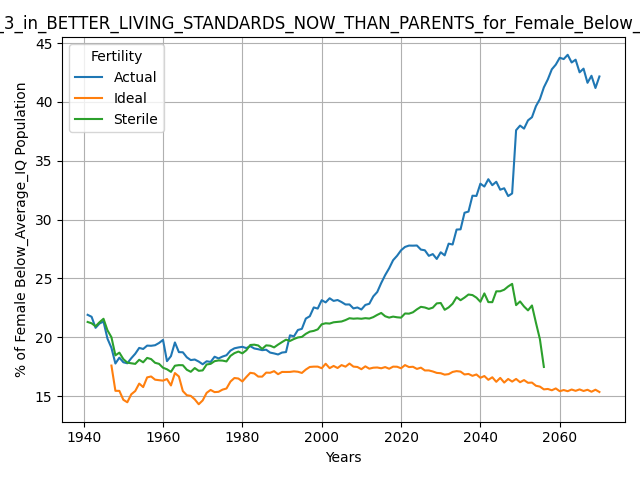 _3_in_BETTER_LIVING_STANDARDS_NOW_THAN_PARENTS_for_Female_Below_
Fertility
Actual
Ideal
Sterile
% of Female Below_Average_IQ Population
45
40
35
30
25
20
15
1940 1960 1980 2000 2020 2040 2060
Years